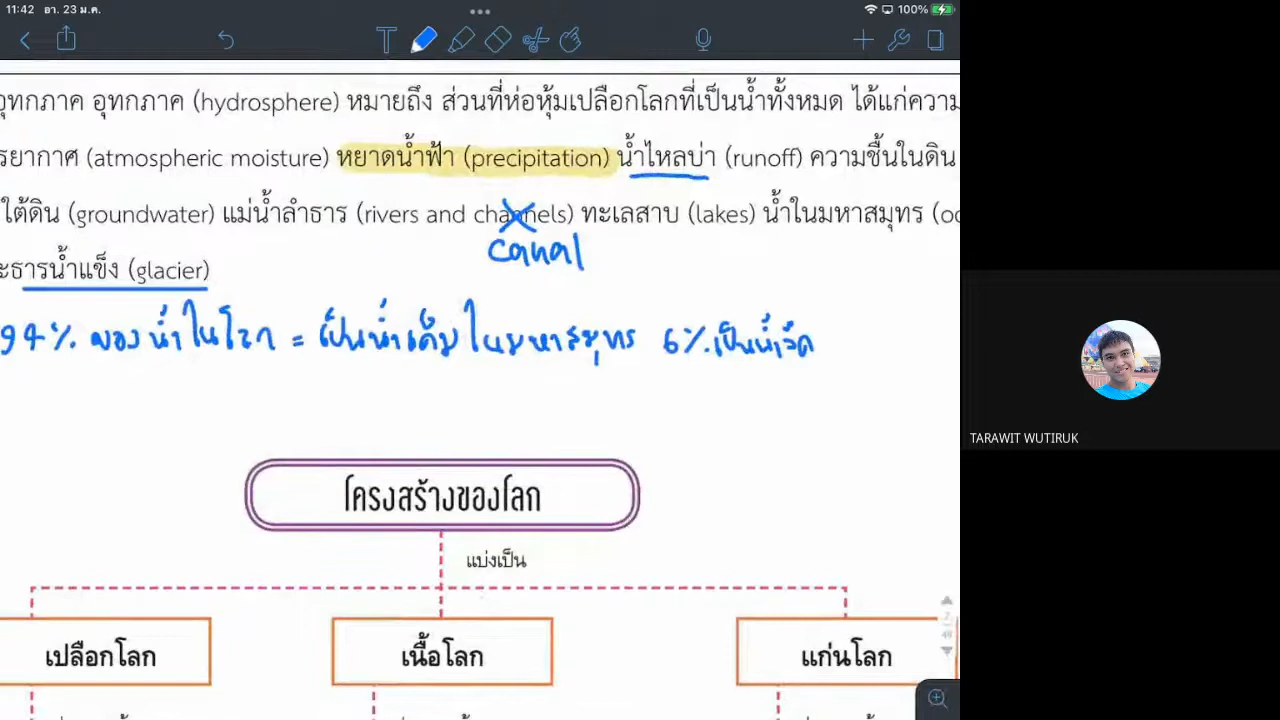 11:42 อา. 23 ม.ค.
100%
อุทกภาค อุทกภาค (hydrosphere) หมายถึง ส่วนที่ห่อหุ้มเปลือกโลกที่เป็นน้ำทั้งหมด ได้แก่ความ
รยากาศ (atmospheric moisture) หยาดน้ำฟ้า (precipitation) น้ำไหลบ่า (runoff) ความชื้นในดิน
ใต้ดิน (groundwater) แม่น้ำลำธาร (rivers and channels) ทะเลสาบ (lakes) น้ำในมหาสมุทร (oc
canal
ะธารน้ำแข็ง (glacier)
94% ของน้ำในโลก = เป็นน้ำเค็มในมหาสมุทร 6% เป็นน้ำจืด
TARAWIT WUTIRUK
โครงสร้างของโลก
แบ่งเป็น
เปลือกโลก เนื้อโลก แก่นโลก